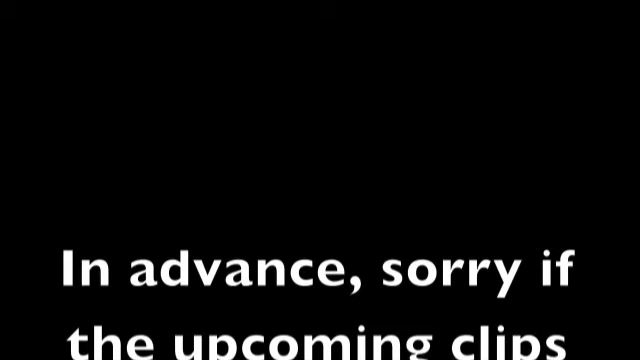 In advance, sorry if
the upcoming clips